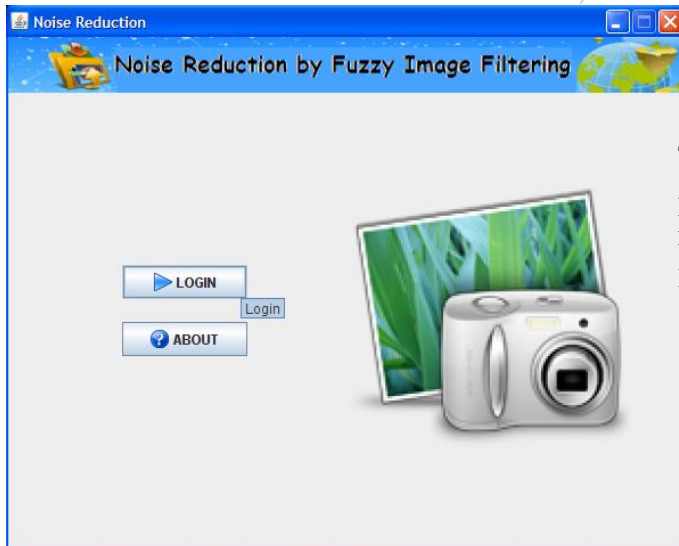 Noise Reduction
Noise Reduction by Fuzzy Image Filtering
LOGIN
Login
ABOUT